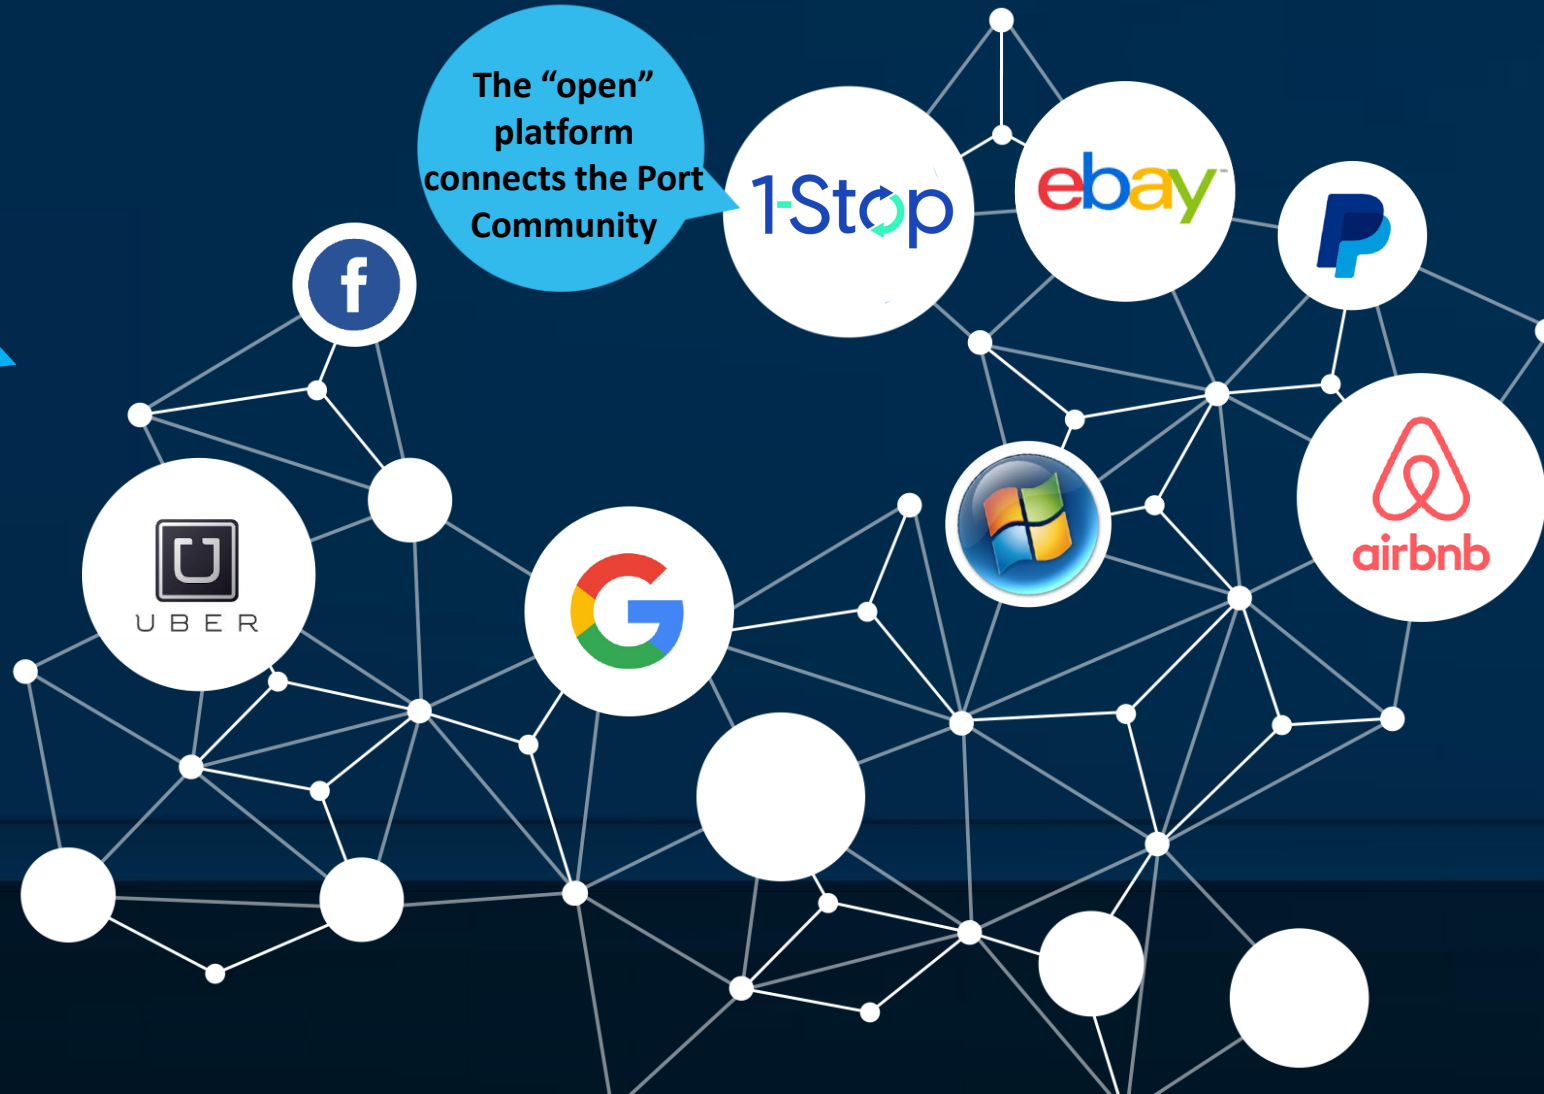 The “open”
platform
connects the Port
Community
1-Stop
ebay
f
P
airbnb
UBER
G